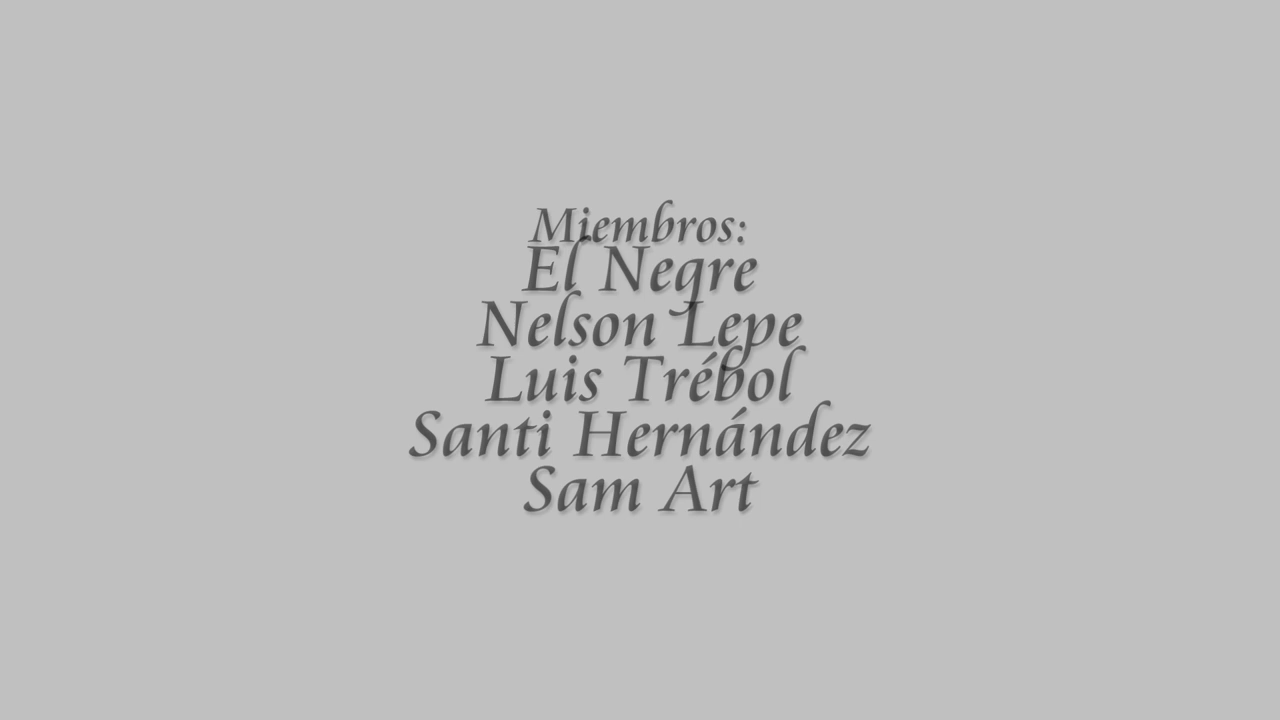 Miembros:
El Negre
Nelson Lepe
Luis Trébol
Santi Hernández
Sam Art